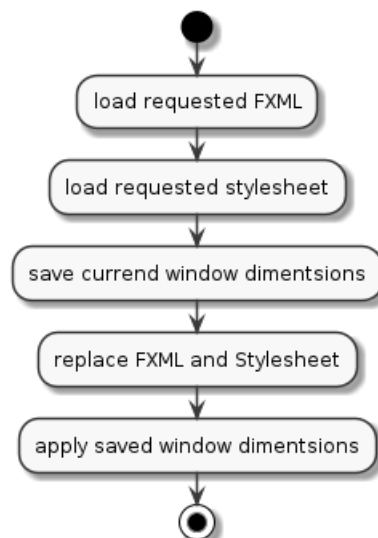 load requested FXML
load requested stylesheet
save currend window dimentsions
replace FXML and Stylesheet
apply saved window dimentsions